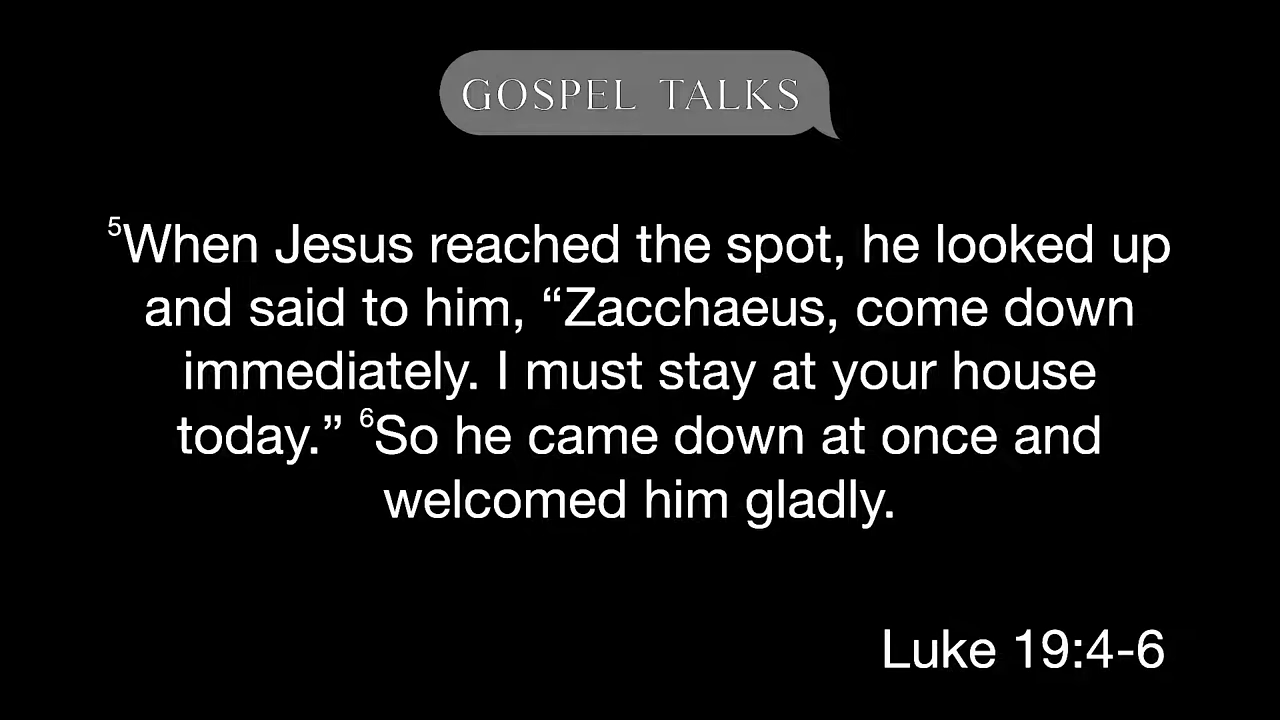 GOSPEL TALKS
⁵When Jesus reached the spot, he looked up
and said to him, “Zacchaeus, come down
immediately. I must stay at your house
today.” ⁶So he came down at once and
welcomed him gladly.
Luke 19:4-6